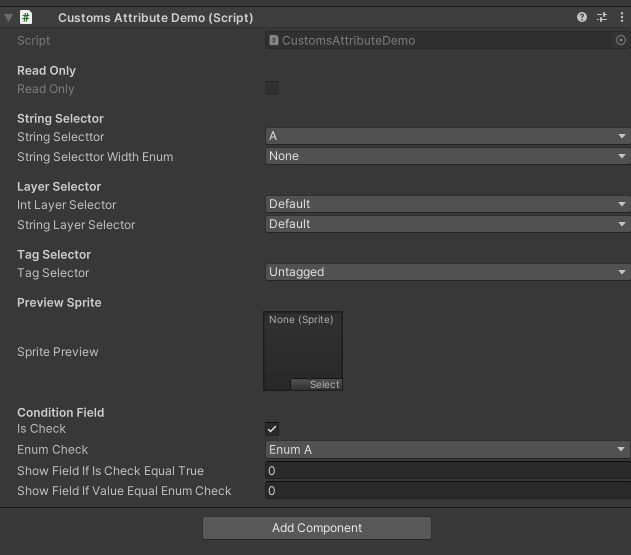 Customs Attribute Demo (Script)
Script CustomsAttributeDemo
Read Only
Read Only
String Selector
String Selecttor A
String Selecttor Width Enum None
Layer Selector
Int Layer Selector Default
String Layer Selector Default
Tag Selector
Tag Selector Untagged
Preview Sprite
None (Sprite)
Sprite Preview
Select
Condition Field
Is Check
Enum Check Enum A
Show Field If Is Check Equal True 0
Show Field If Value Equal Enum Check 0
Add Component